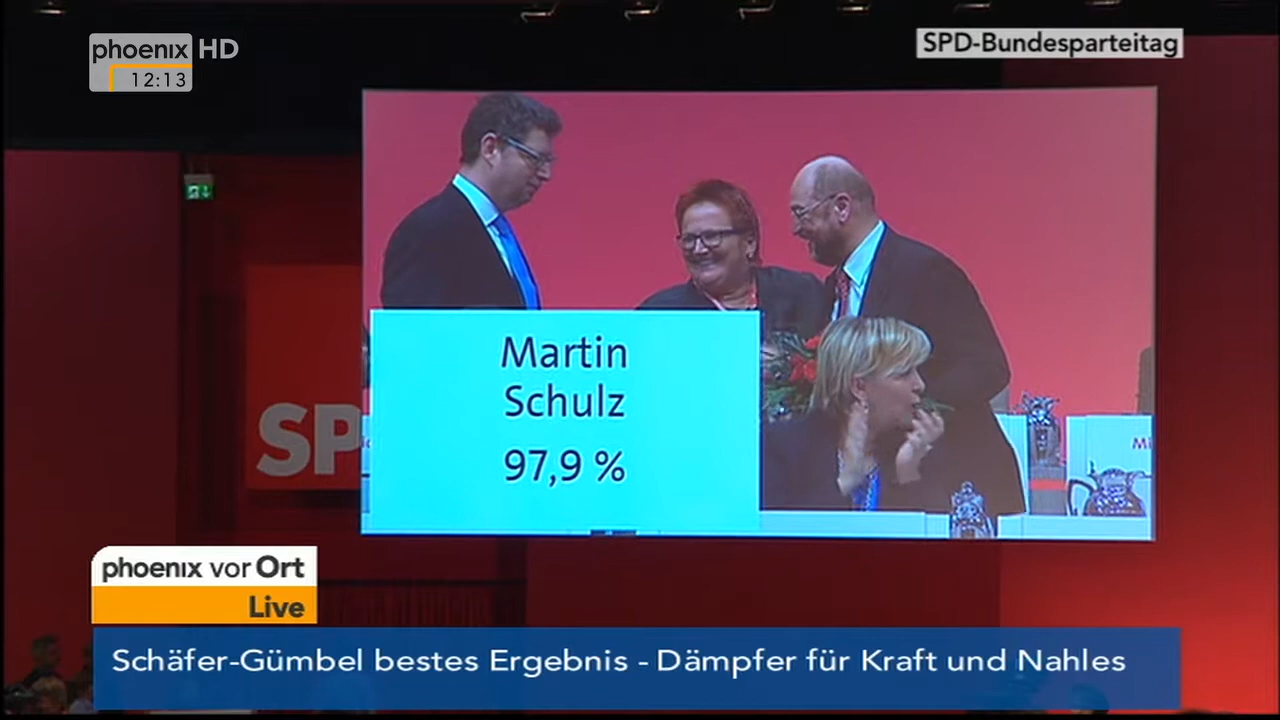 phoenix HD
12:13
SPD-Bundesparteitag
Martin
Schulz
97,9 %
SP
Mi
phoenix vor Ort
Live
Schäfer-Gümbel bestes Ergebnis - Dämpfer für Kraft und Nahles